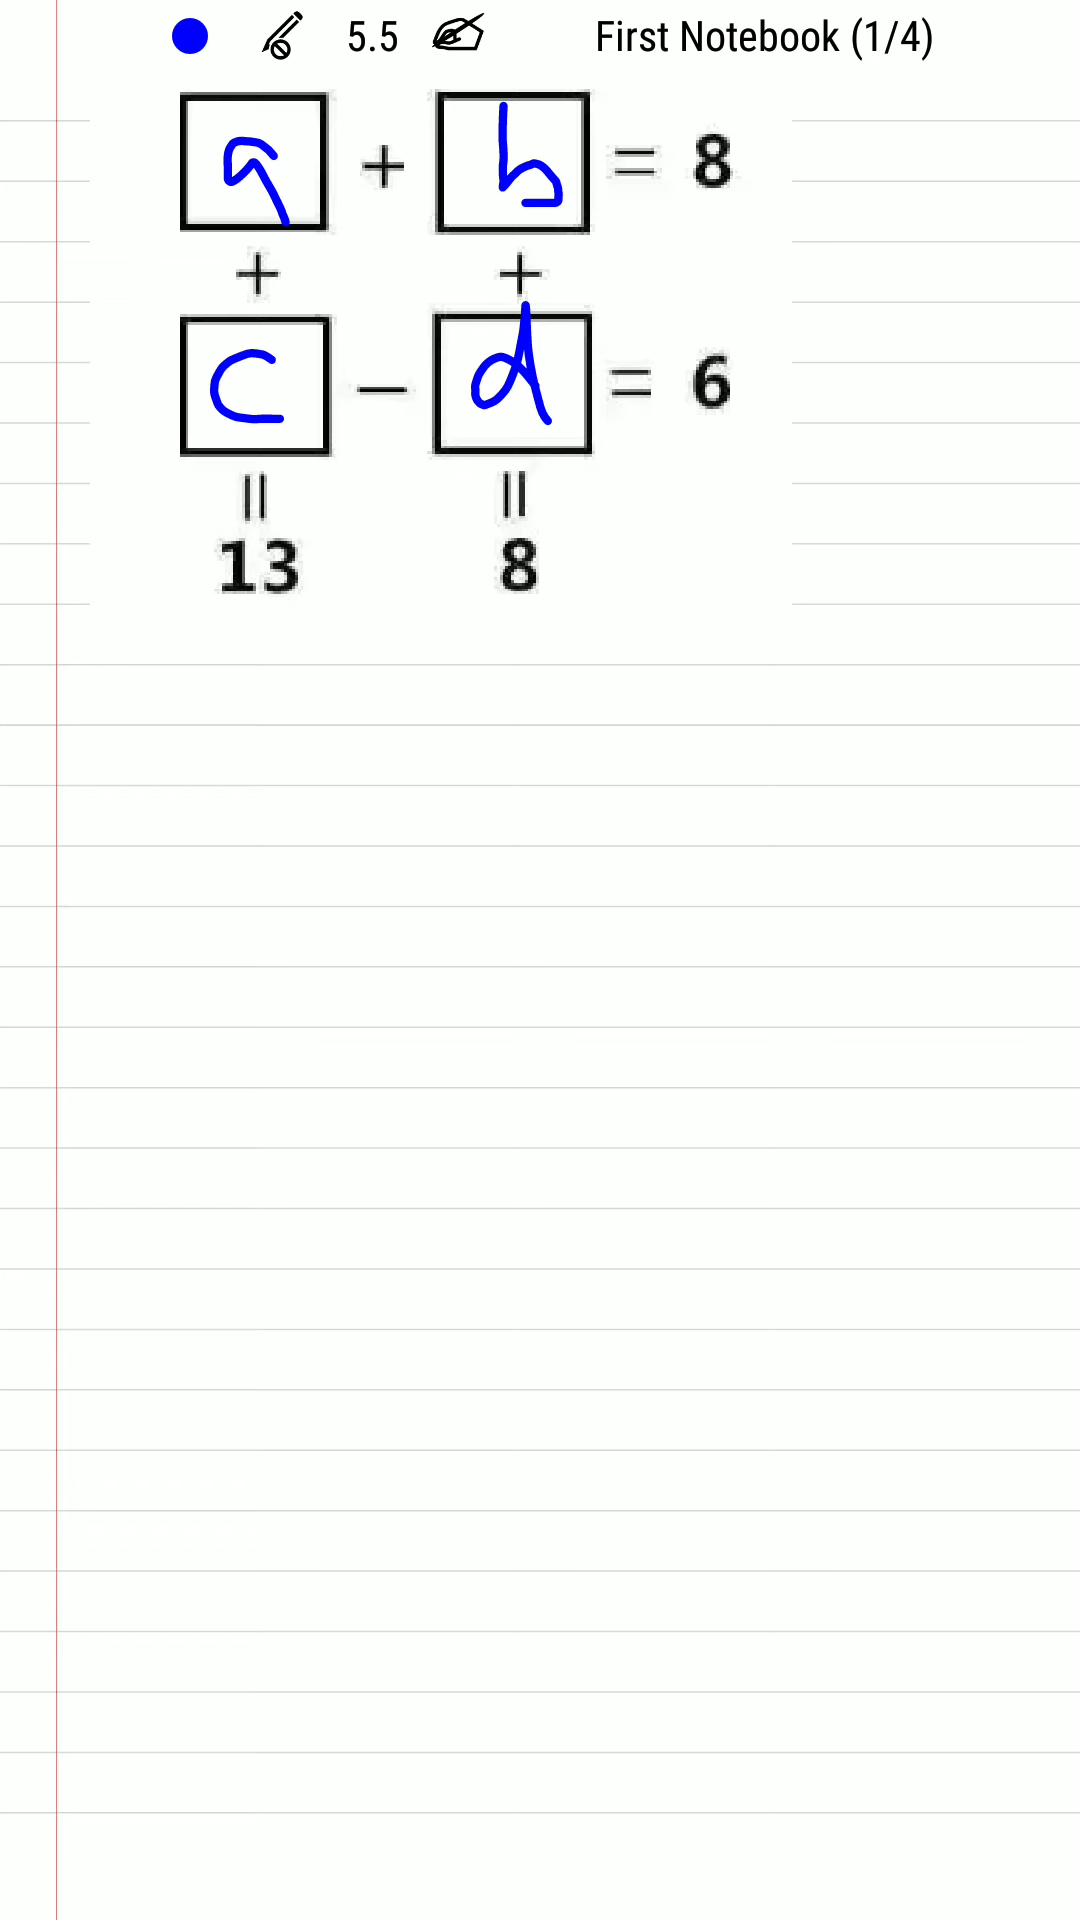 5.5 First Notebook (1/4)
a + b = 8
+ +
c - d = 6
= =
13 8